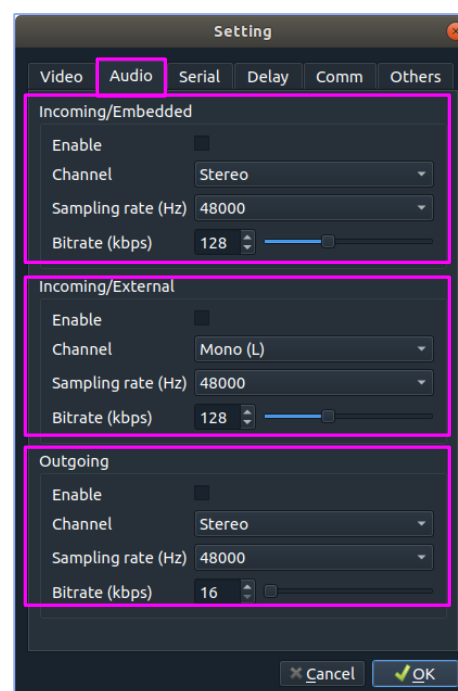 Setting
Video Audio Serial Delay Comm Others
Incoming/Embedded
Enable
Channel Stereo
Sampling rate (Hz) 48000
Bitrate (kbps) 128
Incoming/External
Enable
Channel Mono (L)
Sampling rate (Hz) 48000
Bitrate (kbps) 128
Outgoing
Enable
Channel Stereo
Sampling rate (Hz) 48000
Bitrate (kbps) 16
Cancel OK